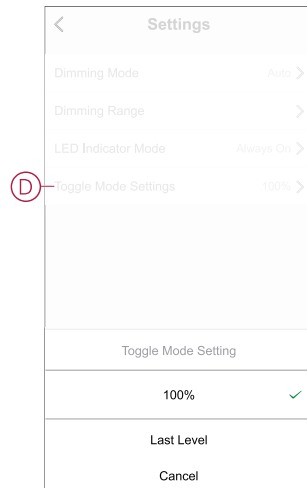 Settings
Dimming Mode Auto
Dimming Range
LED Indicator Mode Always On
D Toggle Mode Settings 100%
Toggle Mode Setting
100%
Last Level
Cancel